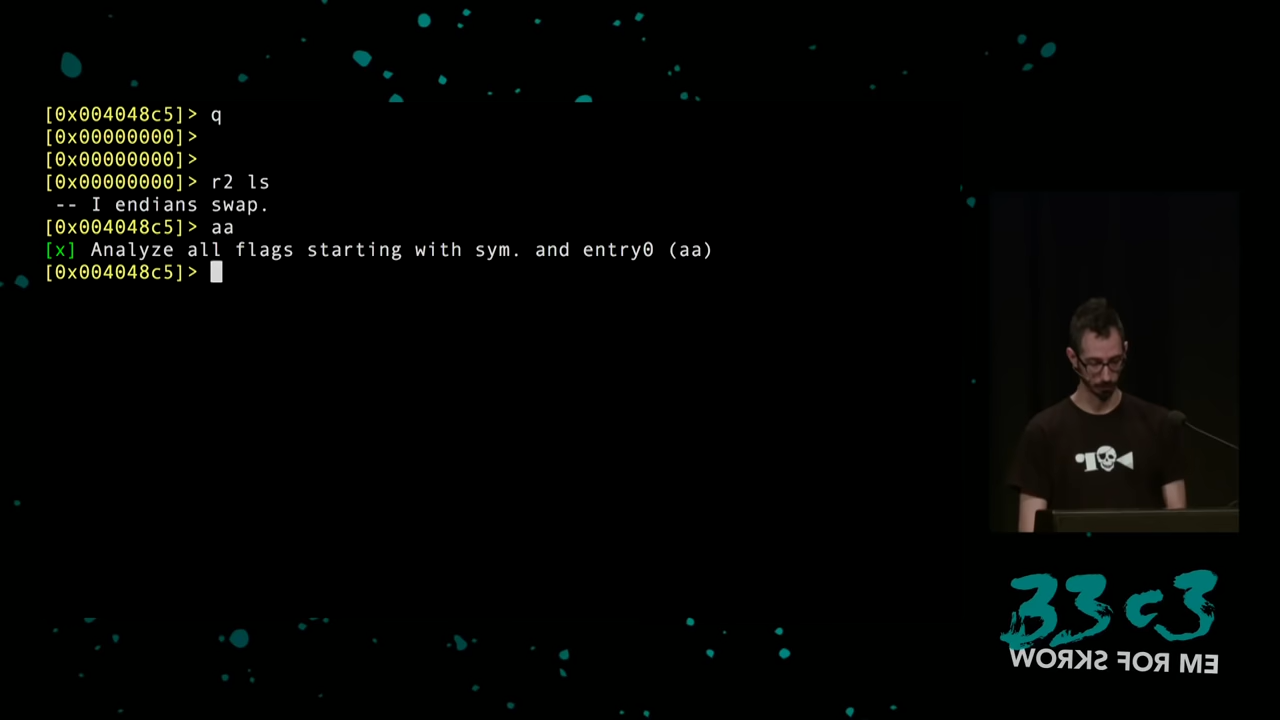 [0x004048c5]> q
[0x00000000]>
[0x00000000]>
[0x00000000]> r2 ls
-- I endians swap.
[0x004048c5]> aa
[x] Analyze all flags starting with sym. and entry0 (aa)
[0x004048c5]>
33c3
WORKS FOR ME